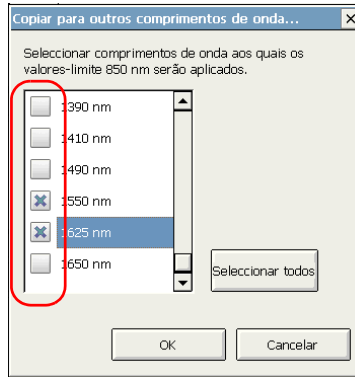 Copiar para outros comprimentos de onda...
Seleccionar comprimentos de onda aos quais os
valores-limite 850 nm serão aplicados.
1390 nm
1410 nm
1490 nm
1550 nm
1625 nm
1650 nm
Seleccionar todos
OK
Cancelar